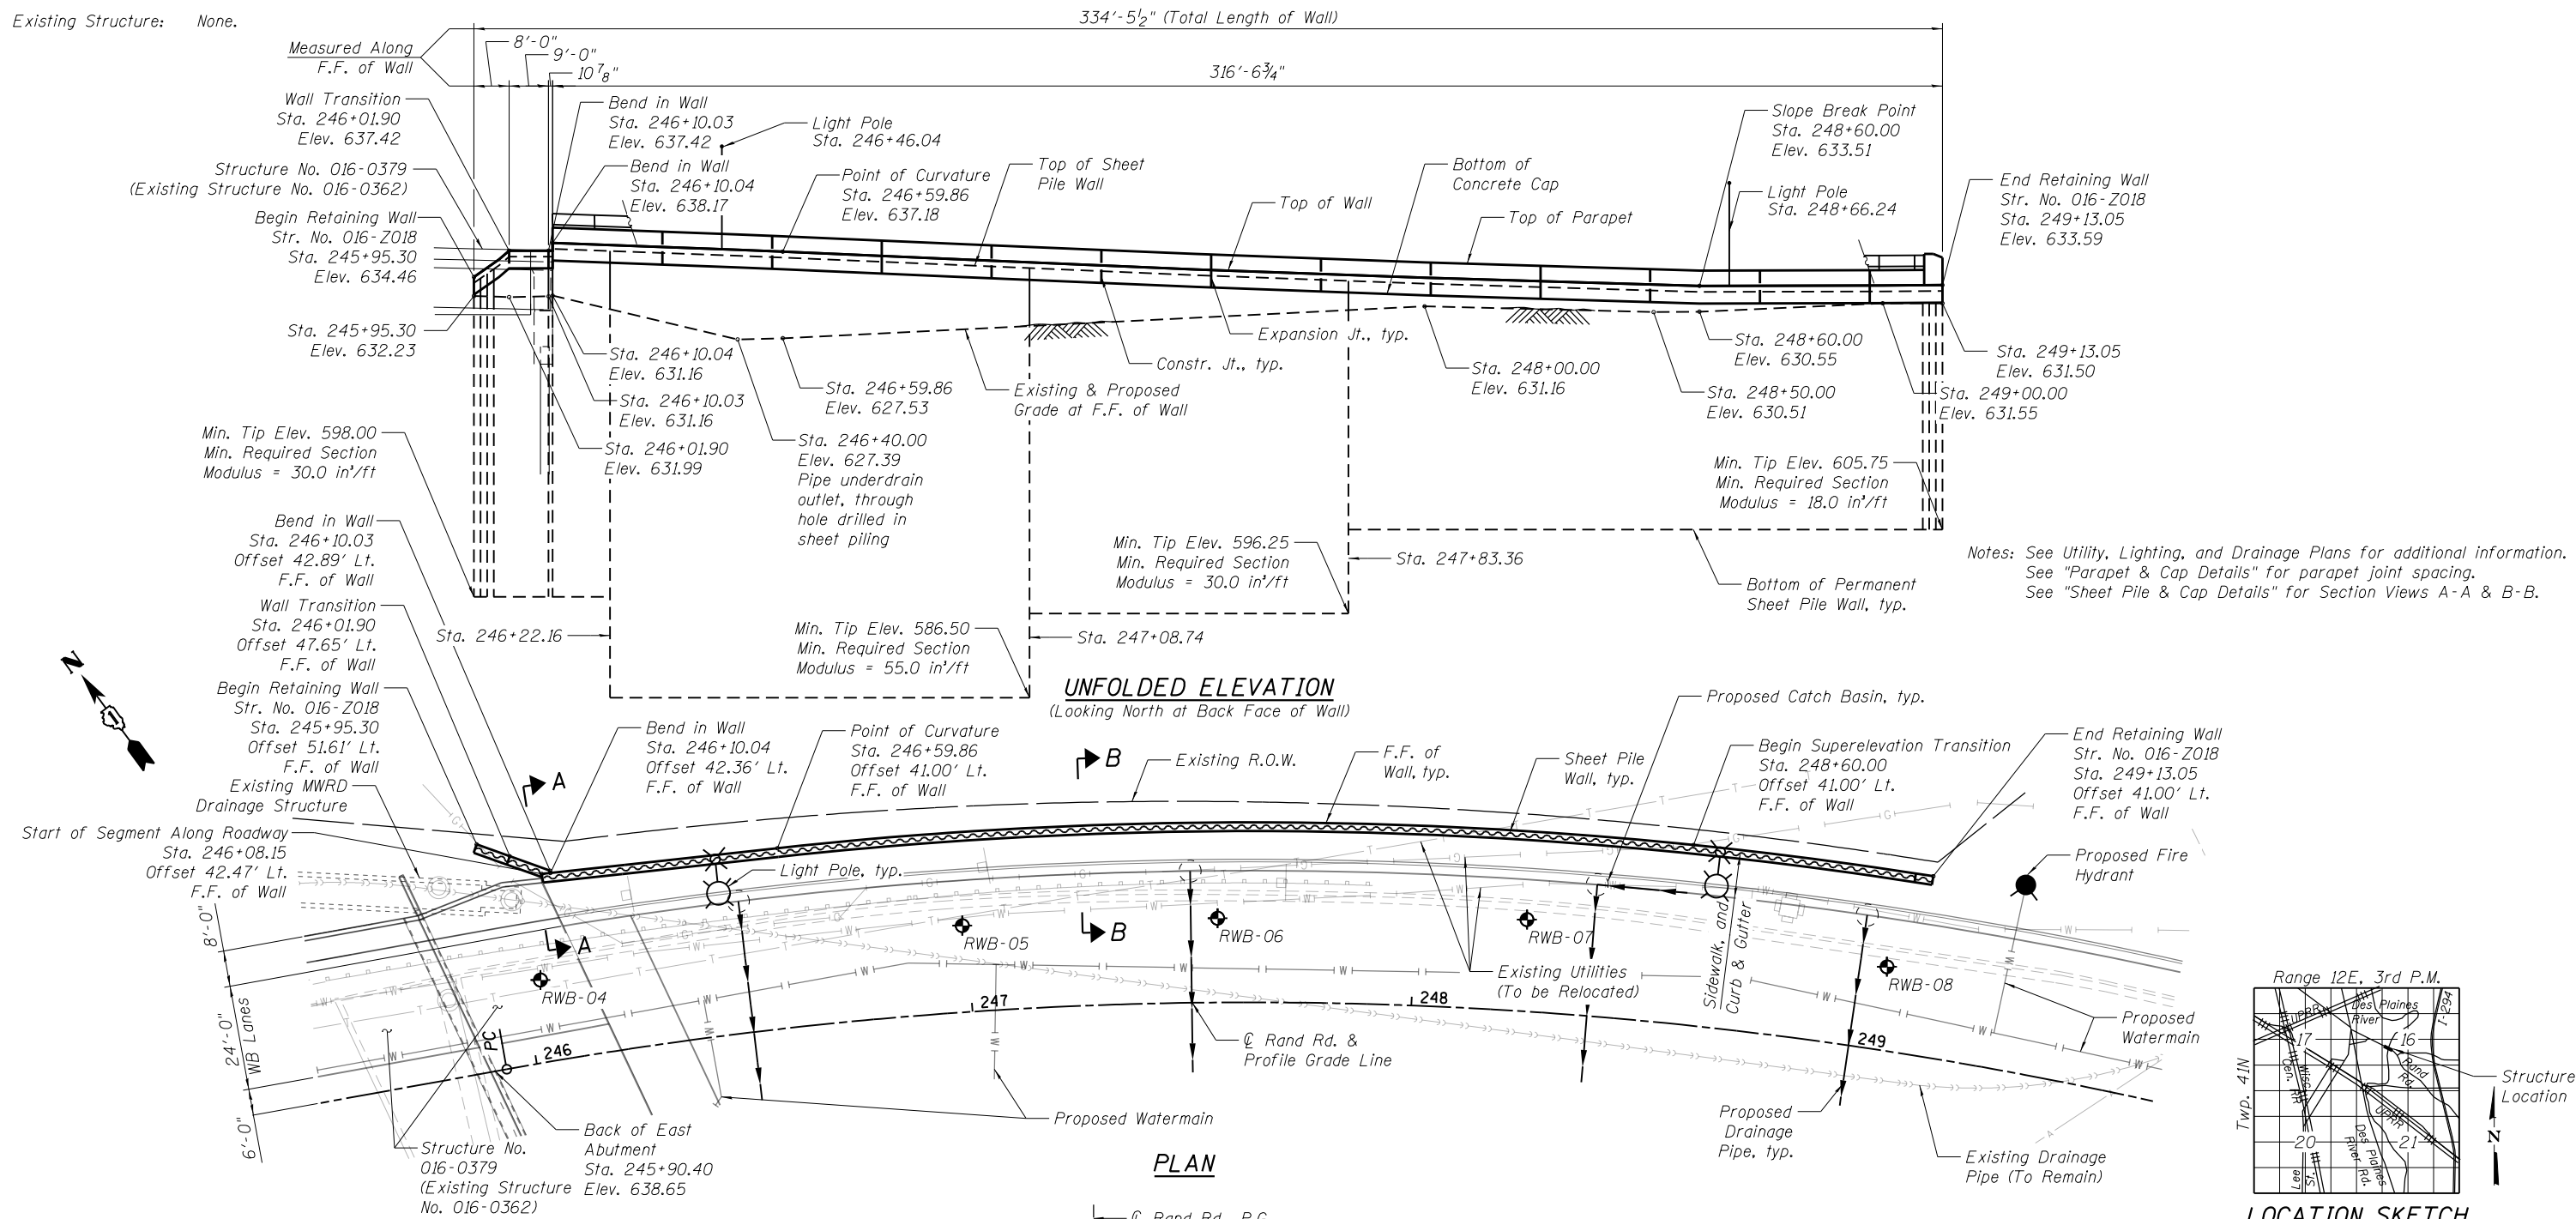 Existing Structure: None.
334'-5½" (Total Length of Wall)
Measured Along
F.F. of Wall
8'-0"
9'-0"
10⅞"
316'-6¾"
Wall Transition
Sta. 246+01.90
Elev. 637.42
Structure No. 016-0379
(Existing Structure No. 016-0362)
Begin Retaining Wall
Str. No. 016-Z018
Sta. 245+95.30
Elev. 634.46
Sta. 245+95.30
Elev. 632.23
Bend in Wall
Sta. 246+10.03
Elev. 637.42
Bend in Wall
Sta. 246+10.04
Elev. 638.17
Light Pole
Sta. 246+46.04
Point of Curvature
Sta. 246+59.86
Elev. 637.18
Top of Sheet
Pile Wall
Top of Wall
Bottom of
Concrete Cap
Top of Parapet
Slope Break Point
Sta. 248+60.00
Elev. 633.51
Light Pole
Sta. 248+66.24
End Retaining Wall
Str. No. 016-Z018
Sta. 249+13.05
Elev. 633.59
Sta. 246+10.04
Elev. 631.16
Sta. 246+10.03
Elev. 631.16
Sta. 246+01.90
Elev. 631.99
Sta. 246+59.86
Elev. 627.53
Sta. 246+40.00
Elev. 627.39
Pipe underdrain
outlet, through
hole drilled in
sheet piling
Existing & Proposed
Grade at F.F. of Wall
Constr. Jt., typ.
Expansion Jt., typ.
Sta. 248+00.00
Elev. 631.16
Sta. 248+60.00
Elev. 630.55
Sta. 248+50.00
Elev. 630.51
Sta. 249+13.05
Elev. 631.50
Sta. 249+00.00
Elev. 631.55
Min. Tip Elev. 598.00
Min. Required Section
Modulus = 30.0 in³/ft
Min. Tip Elev. 605.75
Min. Required Section
Modulus = 18.0 in³/ft
Min. Tip Elev. 596.25
Min. Required Section
Modulus = 30.0 in³/ft
Sta. 247+83.36
Bottom of Permanent
Sheet Pile Wall, typ.
Min. Tip Elev. 586.50
Min. Required Section
Modulus = 55.0 in³/ft
Sta. 246+22.16
Sta. 247+08.74
Notes: See Utility, Lighting, and Drainage Plans for additional information.
See "Parapet & Cap Details" for parapet joint spacing.
See "Sheet Pile & Cap Details" for Section Views A-A & B-B.
UNFOLDED ELEVATION
(Looking North at Back Face of Wall)
Bend in Wall
Sta. 246+10.03
Offset 42.89' Lt.
F.F. of Wall
Wall Transition
Sta. 246+01.90
Offset 47.65' Lt.
F.F. of Wall
Begin Retaining Wall
Str. No. 016-Z018
Sta. 245+95.30
Offset 51.61' Lt.
F.F. of Wall
Existing MWRD
Drainage Structure
Start of Segment Along Roadway
Sta. 246+08.15
Offset 42.47' Lt.
F.F. of Wall
N
A
Bend in Wall
Sta. 246+10.04
Offset 42.36' Lt.
F.F. of Wall
Point of Curvature
Sta. 246+59.86
Offset 41.00' Lt.
F.F. of Wall
B
Existing R.O.W.
F.F. of
Wall, typ.
Sheet Pile
Wall, typ.
Proposed Catch Basin, typ.
Begin Superelevation Transition
Sta. 248+60.00
Offset 41.00' Lt.
F.F. of Wall
End Retaining Wall
Str. No. 016-Z018
Sta. 249+13.05
Offset 41.00' Lt.
F.F. of Wall
Proposed Fire
Hydrant
Light Pole, typ.
A
B
RWB-04
RWB-05
RWB-06
RWB-07
RWB-08
Existing Utilities
(To be Relocated)
Sidewalk, and
Curb & Gutter
8'-0"
24'-0"
WB Lanes
6'-0"
PC
246
247
248
249
℄ Rand Rd. &
Profile Grade Line
Proposed
Watermain
Proposed Watermain
Proposed
Drainage
Pipe, typ.
Existing Drainage
Pipe (To Remain)
Structure No.
016-0379
(Existing Structure
No. 016-0362)
Back of East
Abutment
Sta. 245+90.40
Elev. 638.65
PLAN
℄ Rand Rd., P.G.
Range 12E, 3rd P.M.
Twp. 41N
UPRR
Des Plaines
River
I-294
17
16
Wisc.
Cen. RR
Rand
Rd.
UPRR
20
21
Lee
St.
Des Plaines
River Rd.
Structure
Location
N
LOCATION SKETCH